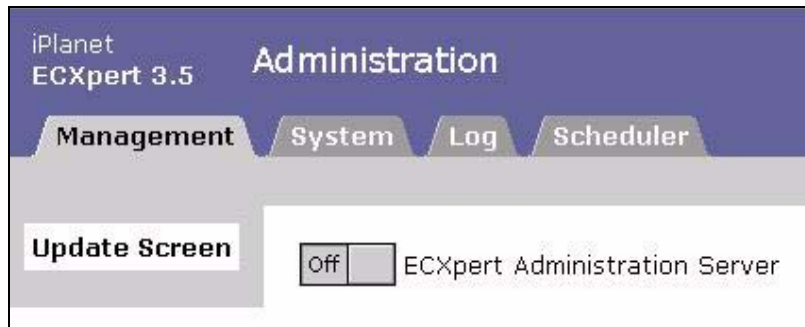 iPlanet
ECXpert 3.5
Administration
Management
System
Log
Scheduler
Update Screen
Off
ECXpert Administration Server